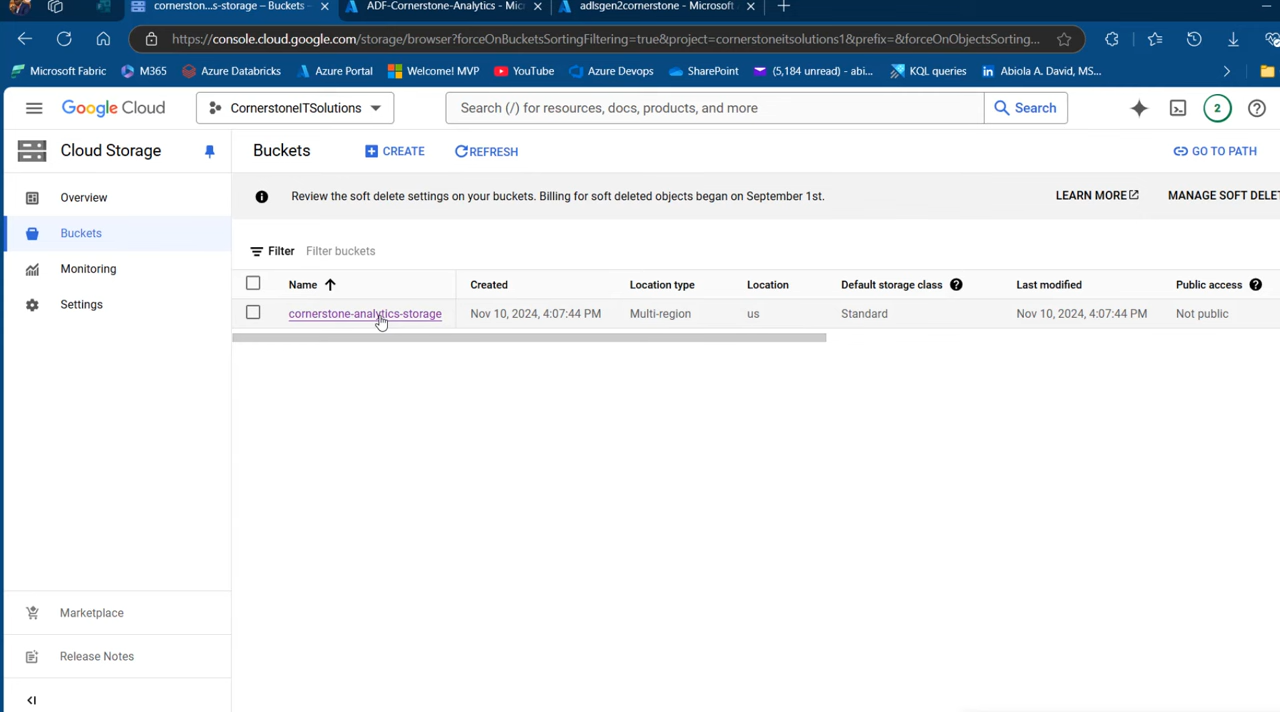 cornerston...s-storage – Buckets -
ADF-Cornerstone-Analytics - Mic
adlsgen2cornerstone - Microsoft
https://console.cloud.google.com/storage/browser?forceOnBucketsSortingFiltering=true&project=cornerstoneitsolutions1&prefix=&forceOnObjectsSorting...
Microsoft Fabric
M365
Azure Databricks
Azure Portal
Welcome! MVP
YouTube
Azure Devops
SharePoint
(5,184 unread) - abi...
KQL queries
Abiola A. David, MS...
Google Cloud
CornerstoneITSolutions
Search (/) for resources, docs, products, and more
Search
2
Cloud Storage
Buckets
CREATE
REFRESH
GO TO PATH
Overview
Buckets
Monitoring
Settings
Review the soft delete settings on your buckets. Billing for soft deleted objects began on September 1st.
LEARN MORE
MANAGE SOFT DELET
Filter
Filter buckets
Name
Created
Location type
Location
Default storage class
Last modified
Public access
cornerstone-analytics-storage
Nov 10, 2024, 4:07:44 PM
Multi-region
us
Standard
Nov 10, 2024, 4:07:44 PM
Not public
Marketplace
Release Notes